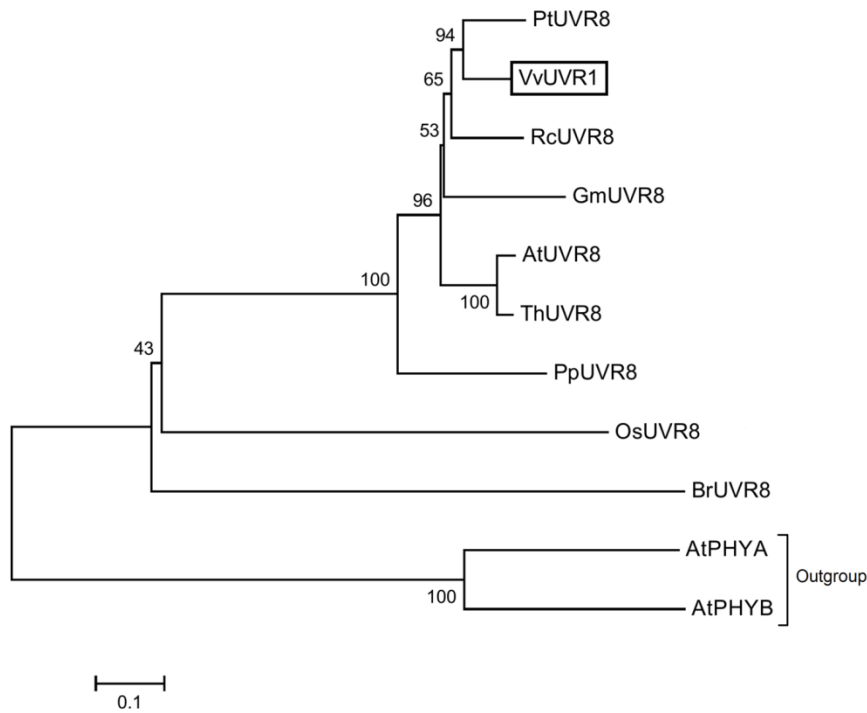 PtUVR8
94
VvUVR1
65
RcUVR8
53
GmUVR8
96
AtUVR8
100
ThUVR8
100
PpUVR8
43
OsUVR8
BrUVR8
AtPHYA
Outgroup
100
AtPHYB
0.1